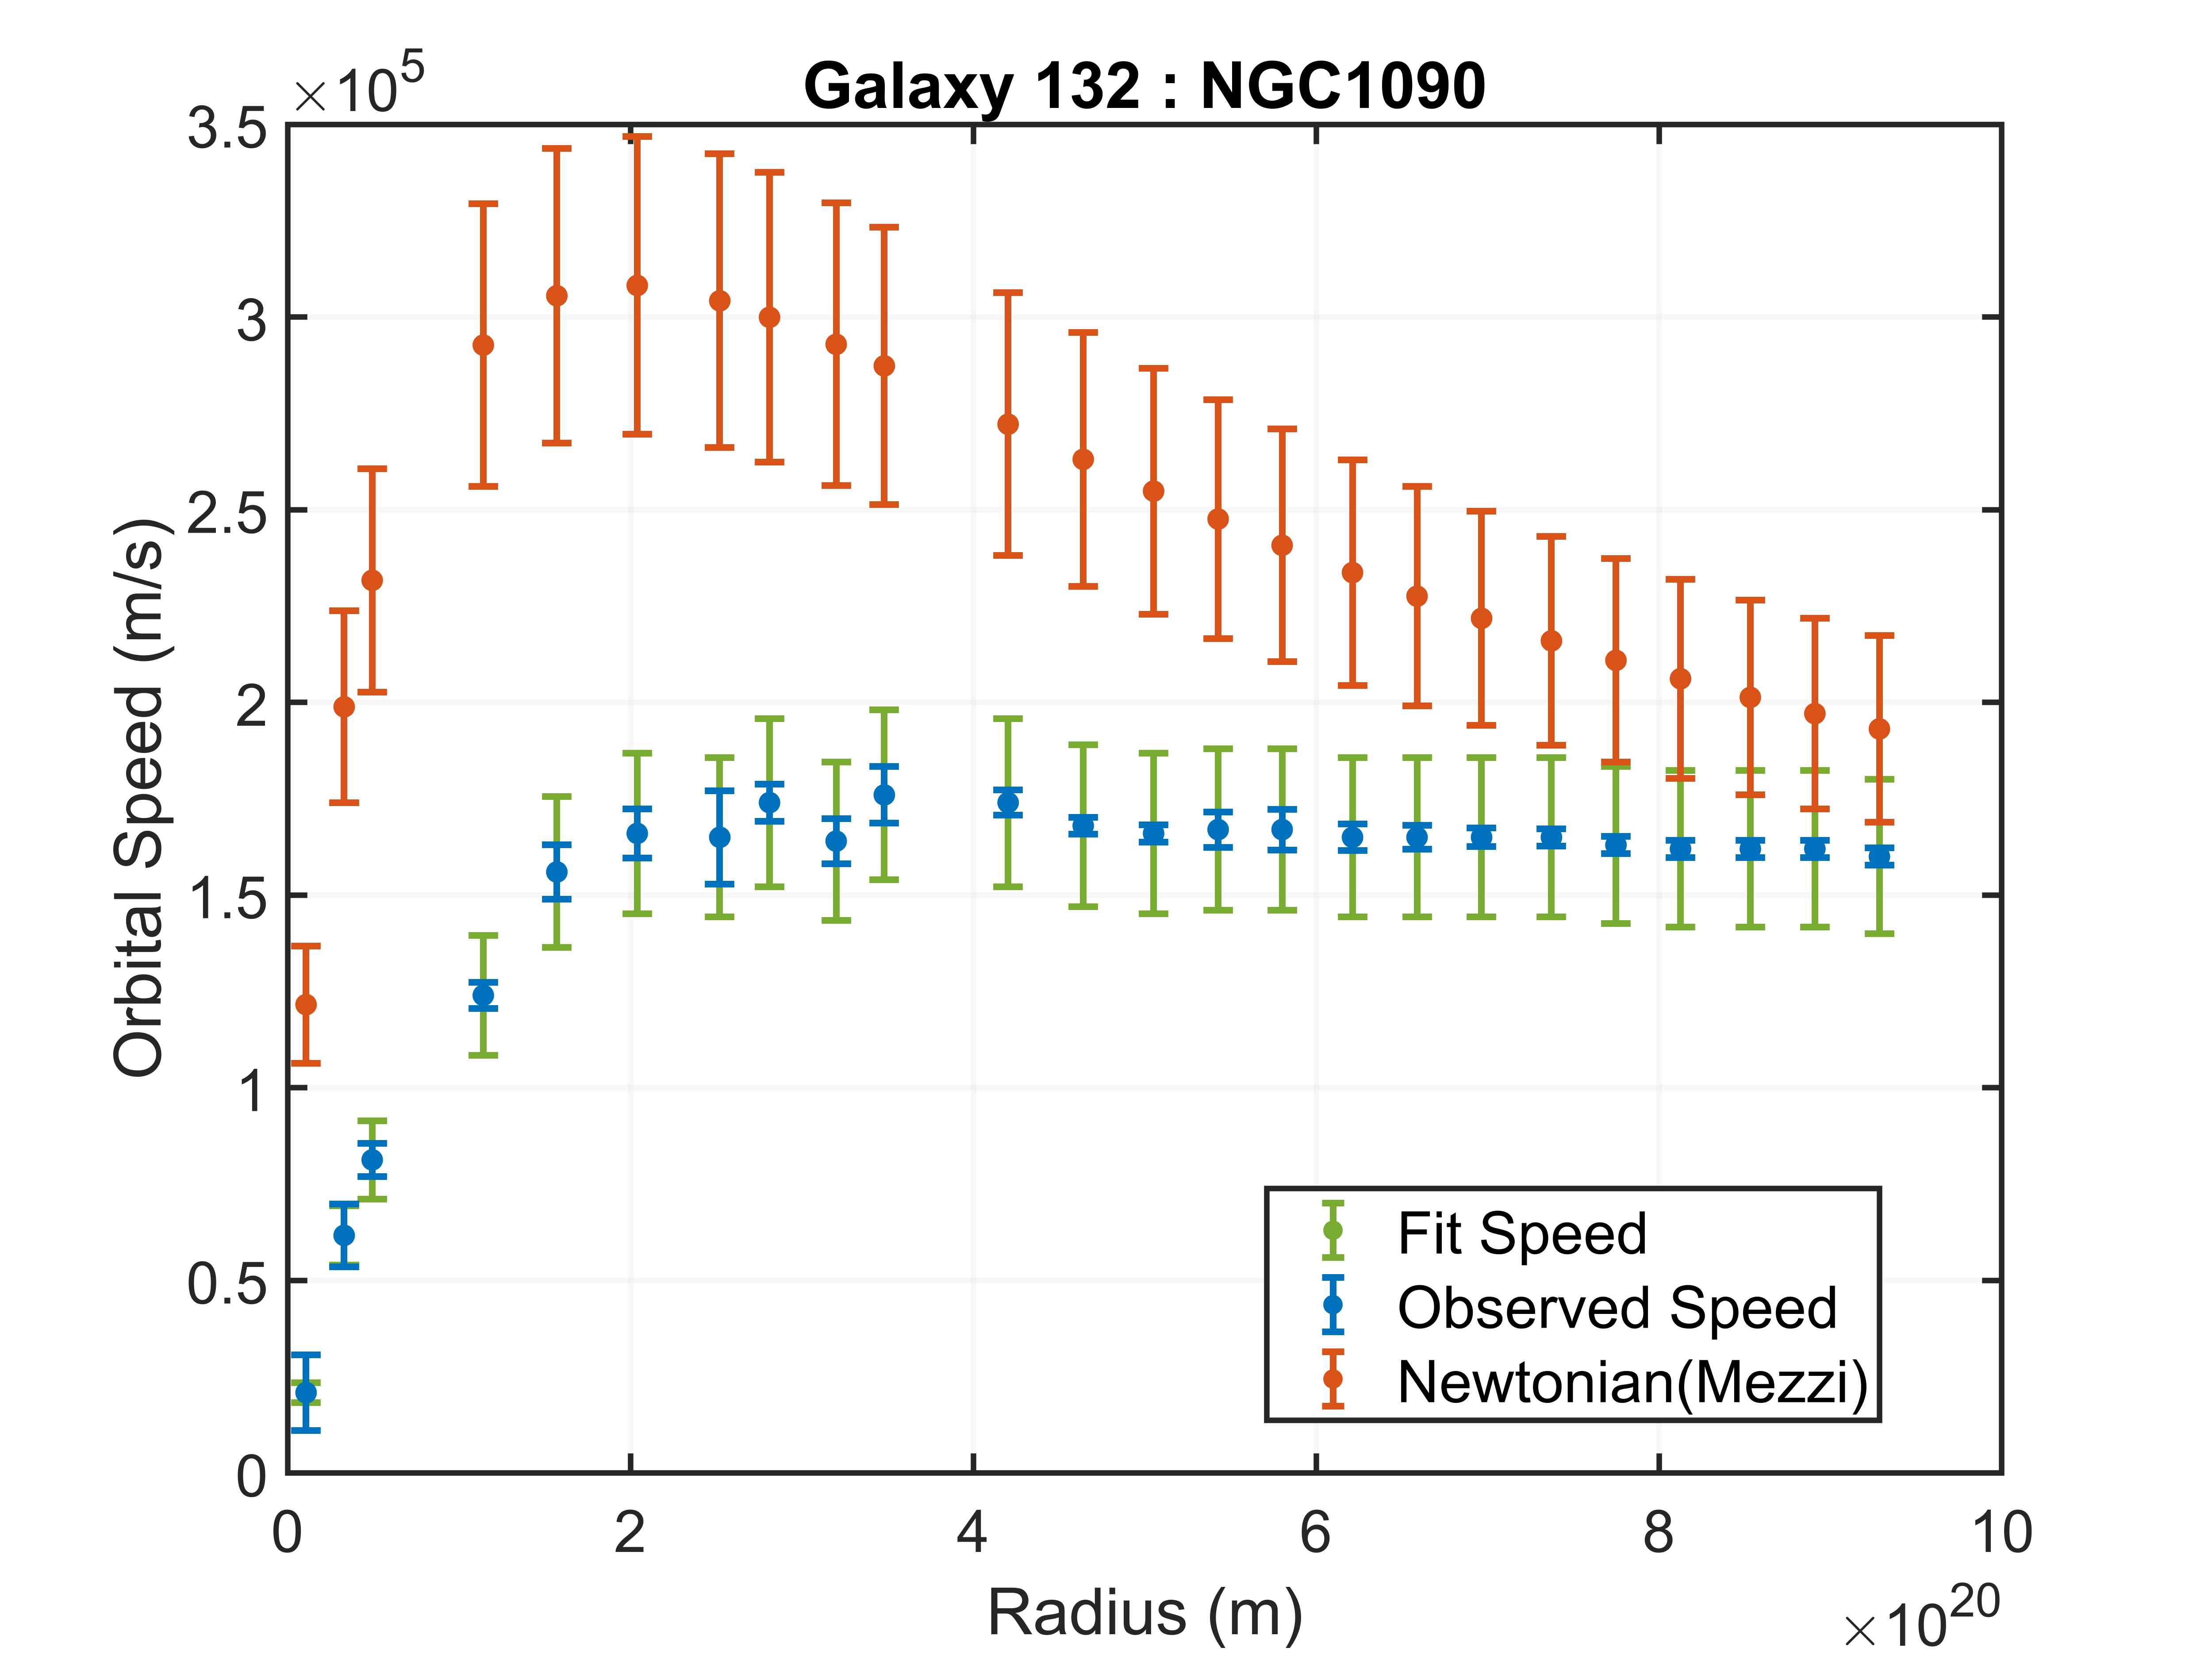 Galaxy 132 : NGC1090
×10^5
3.5
3
2.5
2
1.5
1
0.5
0
Orbital Speed (m/s)
Fit Speed
Observed Speed
Newtonian(Mezzi)
0 2 4 6 8 10
Radius (m)
×10^20